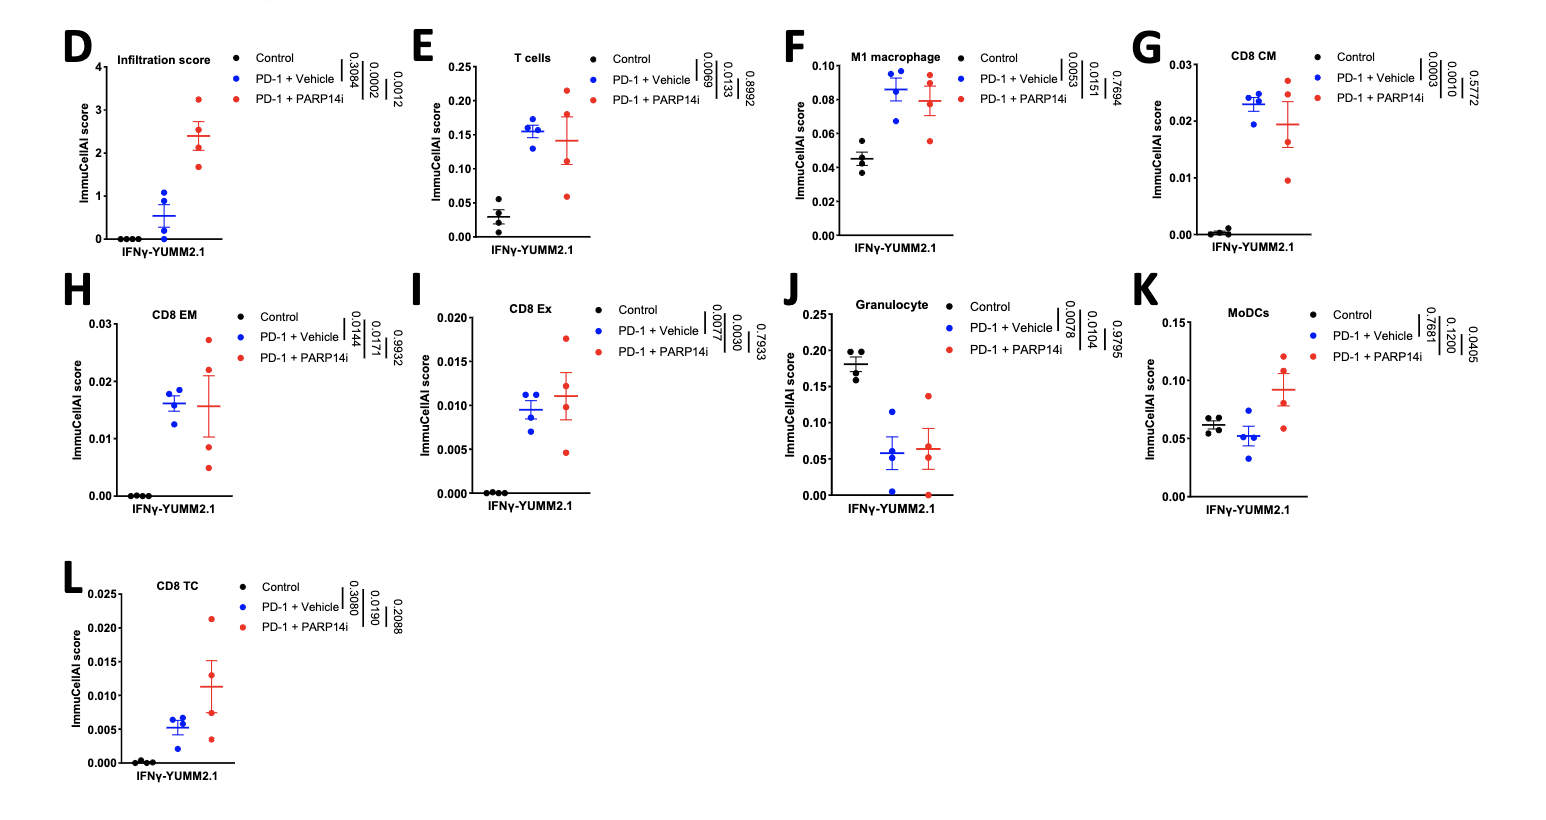 D
Infiltration score
Control
PD-1 + Vehicle
PD-1 + PARP14i
0.3084
0.0002
0.0012
ImmuCellAI score
4
3
2
1
0
IFNγ-YUMM2.1
E
T cells
Control
PD-1 + Vehicle
PD-1 + PARP14i
0.0069
0.0133
0.8992
ImmuCellAI score
0.25
0.20
0.15
0.10
0.05
0.00
IFNγ-YUMM2.1
F
M1 macrophage
Control
PD-1 + Vehicle
PD-1 + PARP14i
0.0053
0.0151
0.7694
ImmuCellAI score
0.10
0.08
0.06
0.04
0.02
0.00
IFNγ-YUMM2.1
G
CD8 CM
Control
PD-1 + Vehicle
PD-1 + PARP14i
0.0003
0.0010
0.5772
ImmuCellAI score
0.03
0.02
0.01
0.00
IFNγ-YUMM2.1
H
CD8 EM
Control
PD-1 + Vehicle
PD-1 + PARP14i
0.0144
0.0171
0.9932
ImmuCellAI score
0.03
0.02
0.01
0.00
IFNγ-YUMM2.1
I
CD8 Ex
Control
PD-1 + Vehicle
PD-1 + PARP14i
0.0077
0.0030
0.7933
ImmuCellAI score
0.020
0.015
0.010
0.005
0.000
IFNγ-YUMM2.1
J
Granulocyte
Control
PD-1 + Vehicle
PD-1 + PARP14i
0.0078
0.0104
0.9795
ImmuCellAI score
0.25
0.20
0.15
0.10
0.05
0.00
IFNγ-YUMM2.1
K
MoDCs
Control
PD-1 + Vehicle
PD-1 + PARP14i
0.7681
0.1200
0.0405
ImmuCellAI score
0.15
0.10
0.05
0.00
IFNγ-YUMM2.1
L
CD8 TC
Control
PD-1 + Vehicle
PD-1 + PARP14i
0.3080
0.0190
0.2088
ImmuCellAI score
0.025
0.020
0.015
0.010
0.005
0.000
IFNγ-YUMM2.1